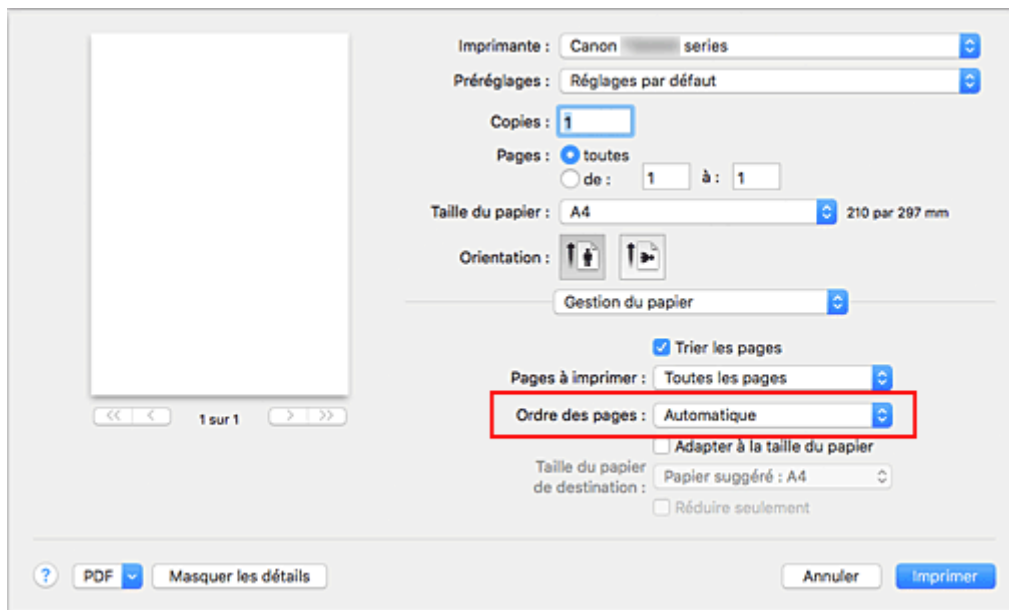 Imprimante : Canon series
Préréglages : Réglages par défaut
Copies : 1
Pages : toutes
de : 1 à : 1
Taille du papier : A4 210 par 297 mm
Orientation :
Gestion du papier
Trier les pages
Pages à imprimer : Toutes les pages
1 sur 1
Ordre des pages : Automatique
Adapter à la taille du papier
Taille du papier
de destination : Papier suggéré : A4
Réduire seulement
? PDF Masquer les détails Annuler Imprimer